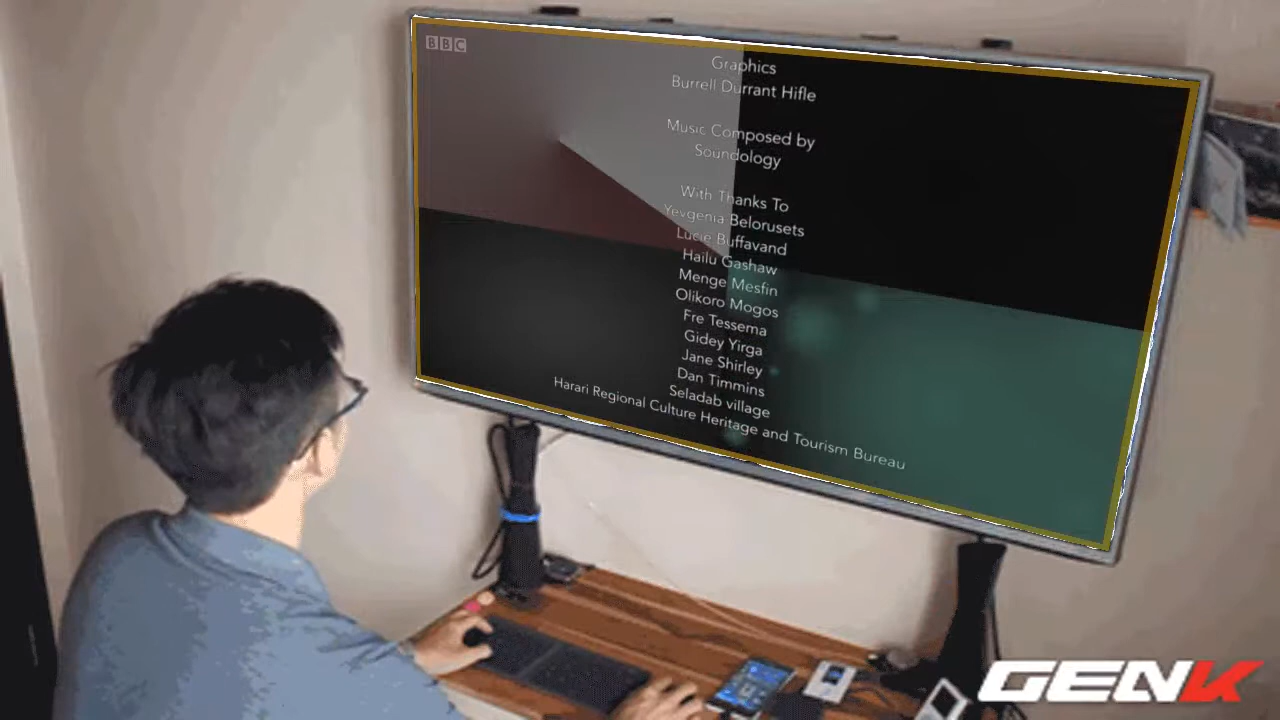 BBC
Graphics
Burrell Durrant Hifle
Music Composed by
Soundology
With Thanks To
Yevgenia Belorusets
Lucie Buffavand
Hailu Gashaw
Menge Mesfin
Olikoro Mogos
Fre Tessema
Gidey Yirga
Jane Shirley
Dan Timmins
Seladab village
Harari Regional Culture Heritage and Tourism Bureau
GENK